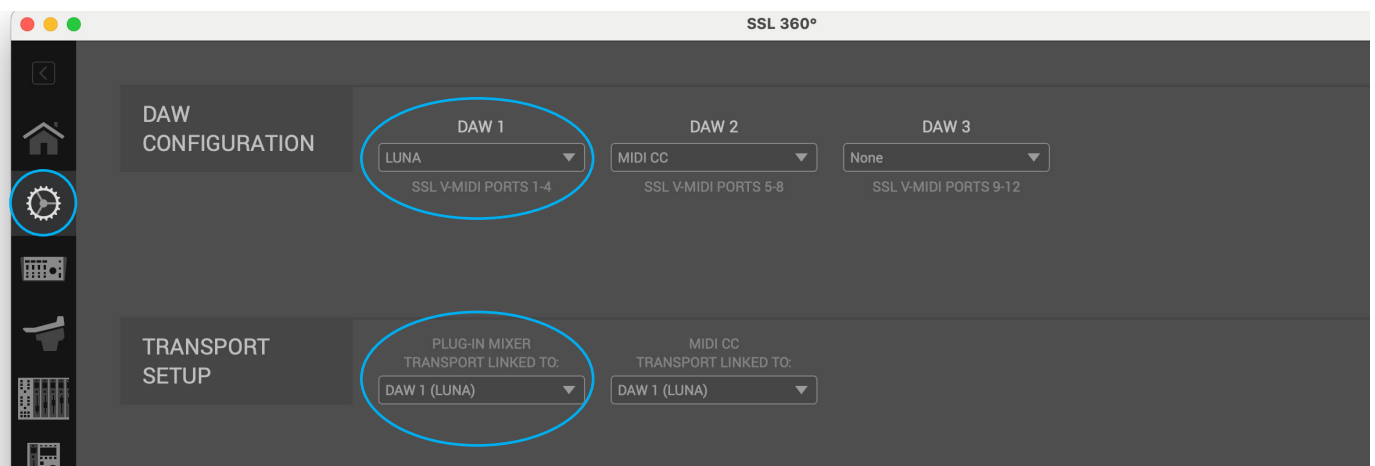 SSL 360°
DAW
CONFIGURATION
DAW 1
DAW 2
DAW 3
LUNA
MIDI CC
None
SSL V-MIDI PORTS 1-4
SSL V-MIDI PORTS 5-8
SSL V-MIDI PORTS 9-12
TRANSPORT
SETUP
PLUG-IN MIXER
TRANSPORT LINKED TO:
DAW 1 (LUNA)
MIDI CC
TRANSPORT LINKED TO:
DAW 1 (LUNA)